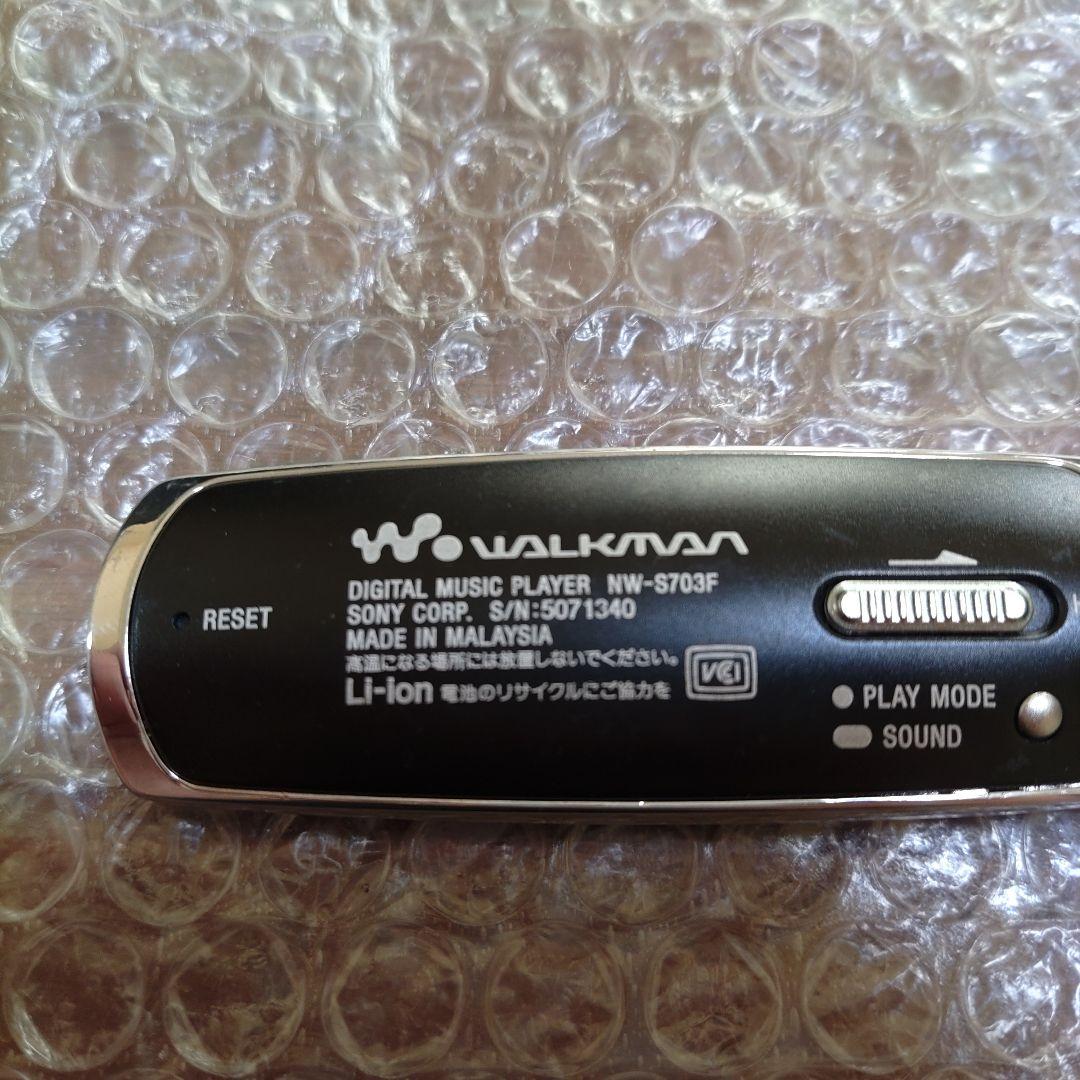 WALKMAN
DIGITAL MUSIC PLAYER NW-S703F
SONY CORP. S/N:5071340
MADE IN MALAYSIA
高温になる場所には放置しないでください。
Li-ion 電池のリサイクルにご協力を
VCI
RESET
PLAY MODE
SOUND